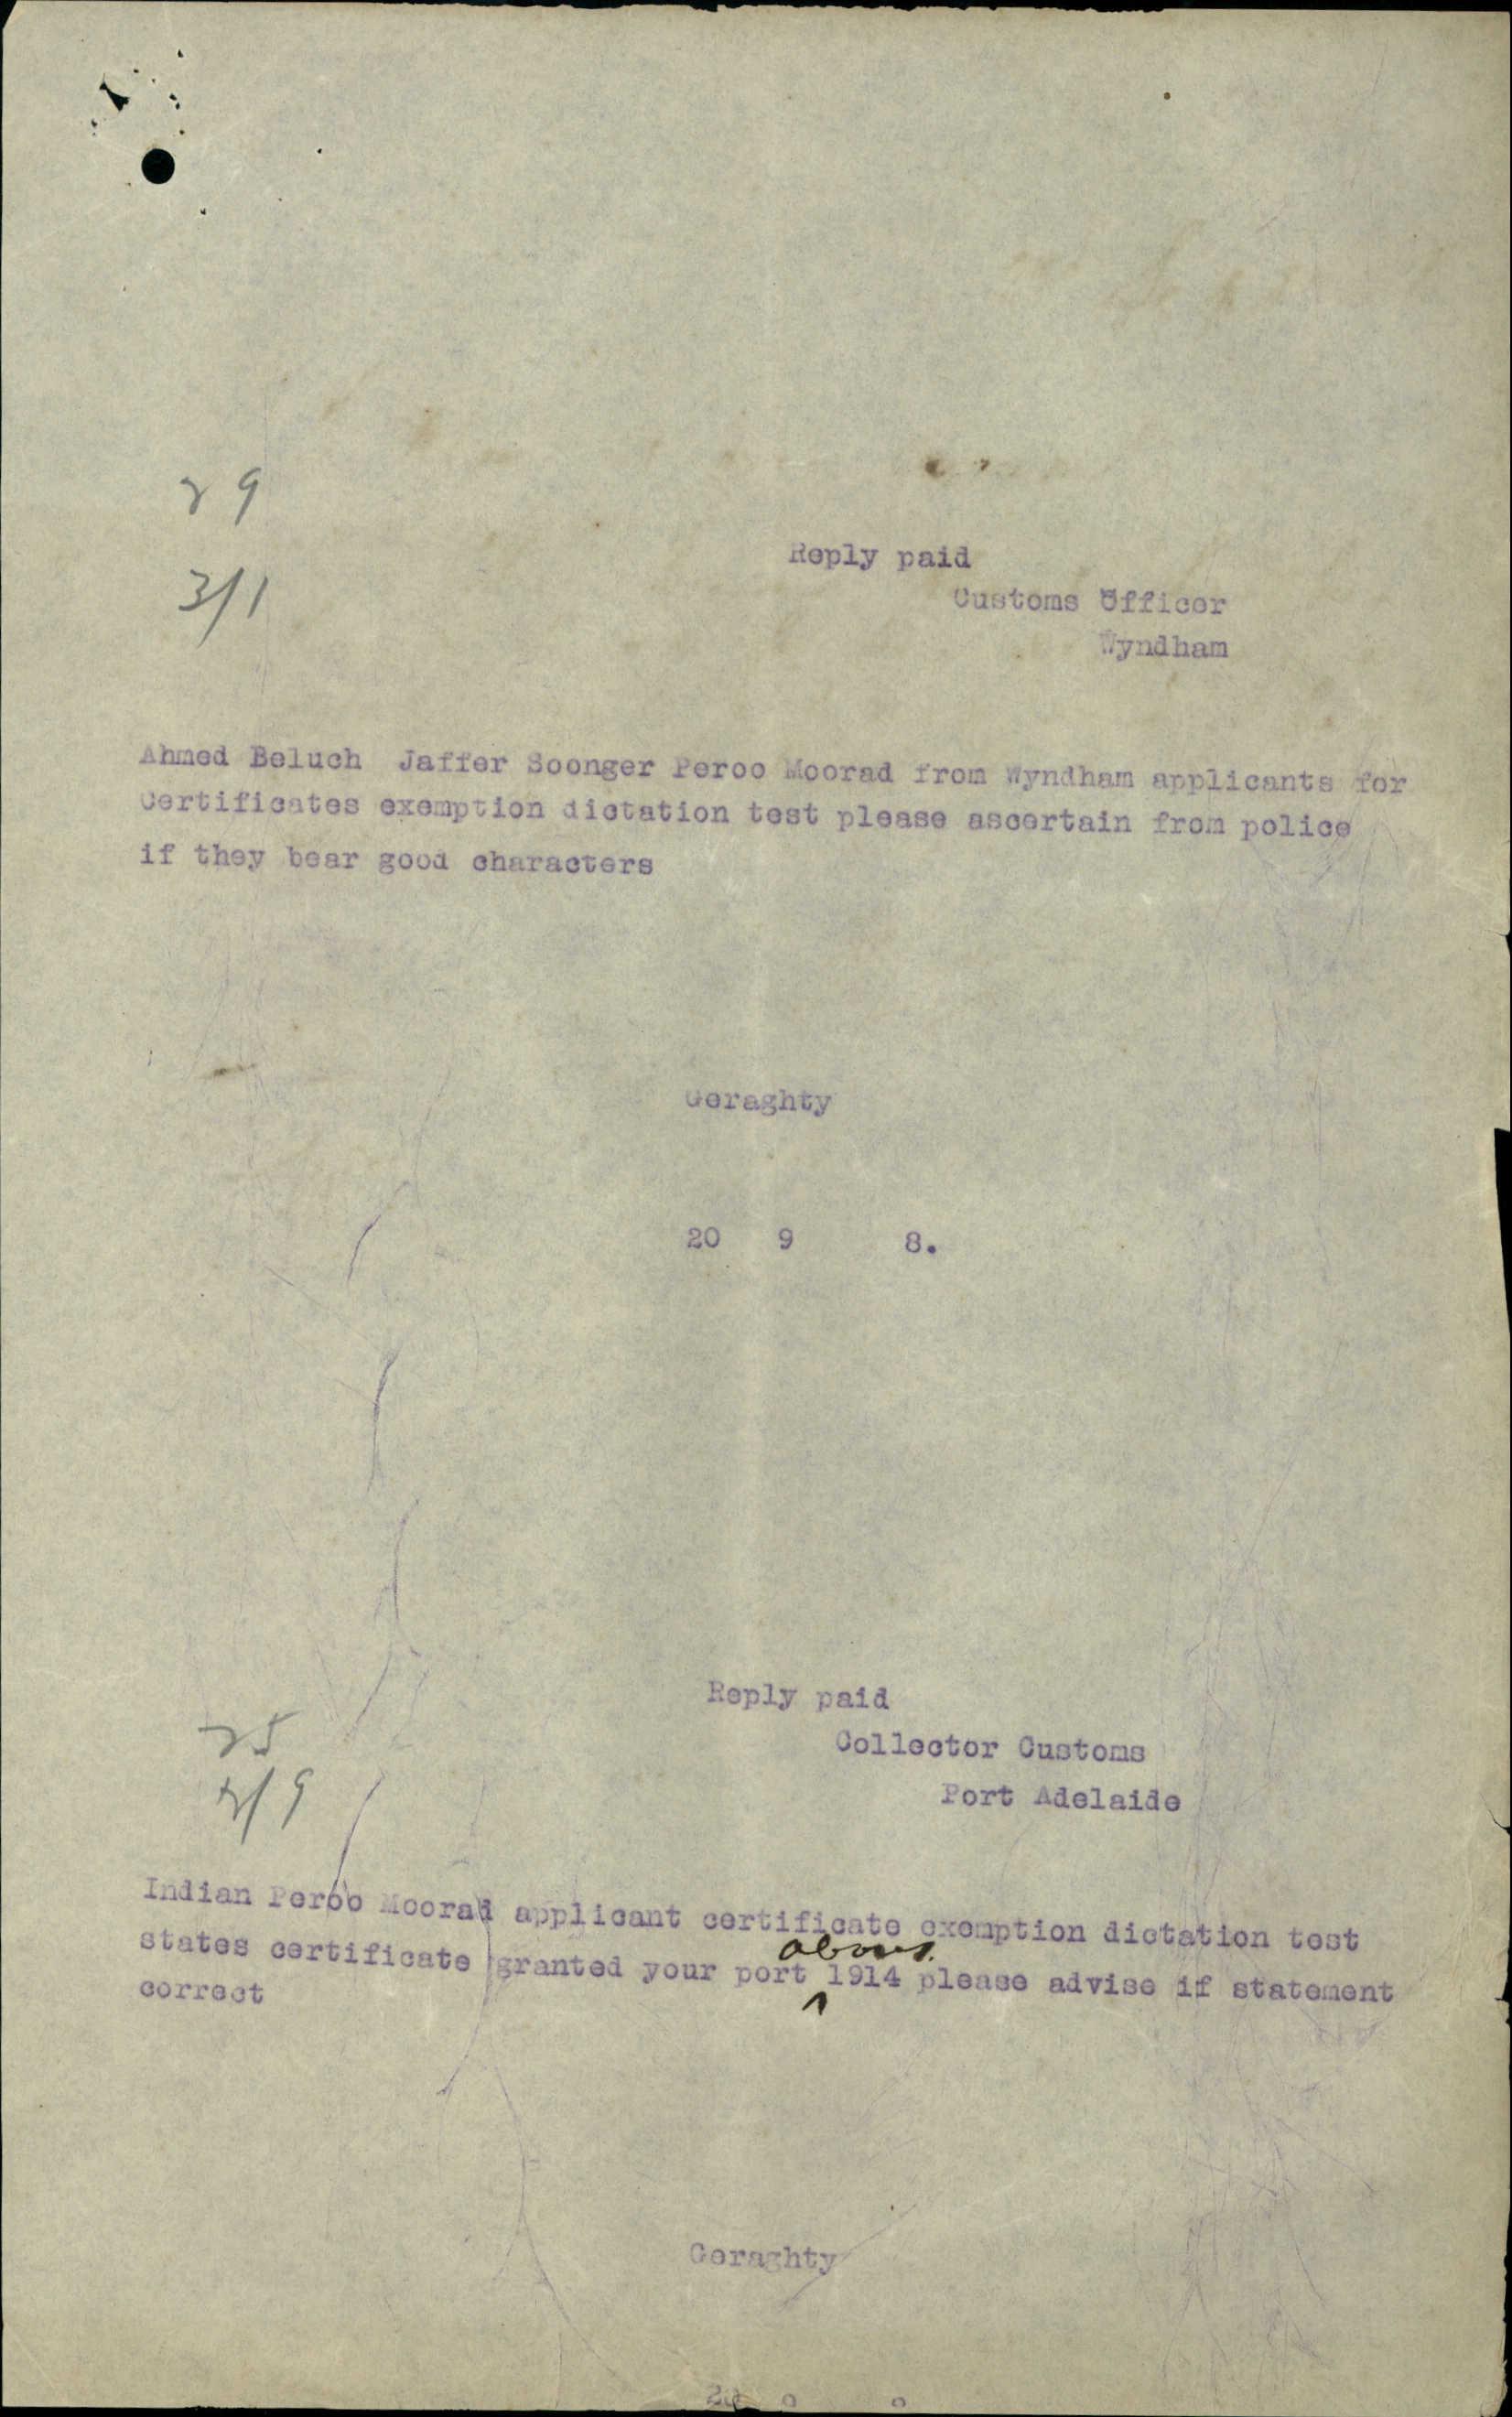 29
3/1
Reply paid
Customs Officer
Wyndham
Ahmed Beluch Jaffer Soonger Peroo Moorad from Wyndham applicants for
Certificates exemption dictation test please ascertain from police
if they bear good characters
Geraghty
20 9 8.
Reply paid
Collector Customs
Port Adelaide
25
2/9
Indian Peroo Moorad applicant certificate exemption dictation test
about
states certificate granted your port 1914 please advise if statement
correct
Geraghty